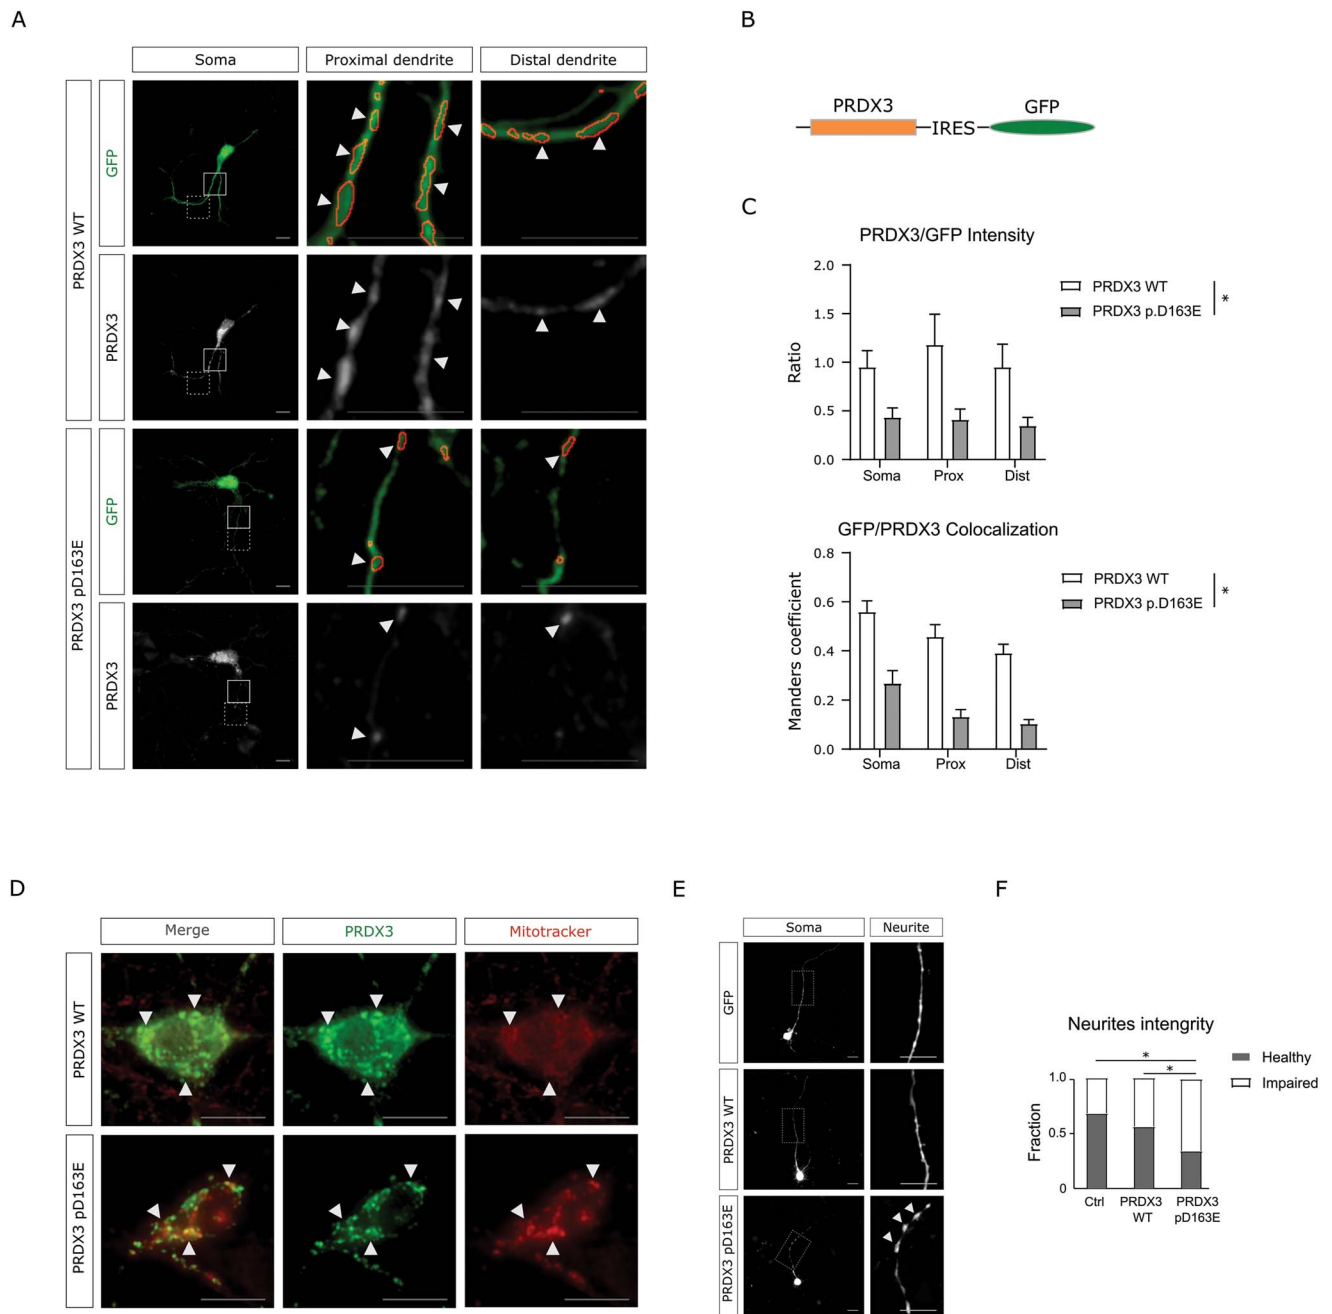 A
Soma
Proximal dendrite
Distal dendrite
PRDX3 WT
GFP
PRDX3
PRDX3 pD163E
GFP
PRDX3
B
PRDX3
IRES
GFP
C
PRDX3/GFP Intensity
Ratio
2.0
1.5
1.0
0.5
0.0
Soma
Prox
Dist
PRDX3 WT
PRDX3 p.D163E
*
GFP/PRDX3 Colocalization
Manders coefficient
0.8
0.6
0.4
0.2
0.0
Soma
Prox
Dist
PRDX3 WT
PRDX3 p.D163E
*
D
Merge
PRDX3
Mitotracker
PRDX3 WT
PRDX3 pD163E
E
Soma
Neurite
GFP
PRDX3 WT
PRDX3 pD163E
F
Neurites intengrity
*
*
Healthy
Impaired
Fraction
1.0
0.5
0
Ctrl
PRDX3
WT
PRDX3
pD163E